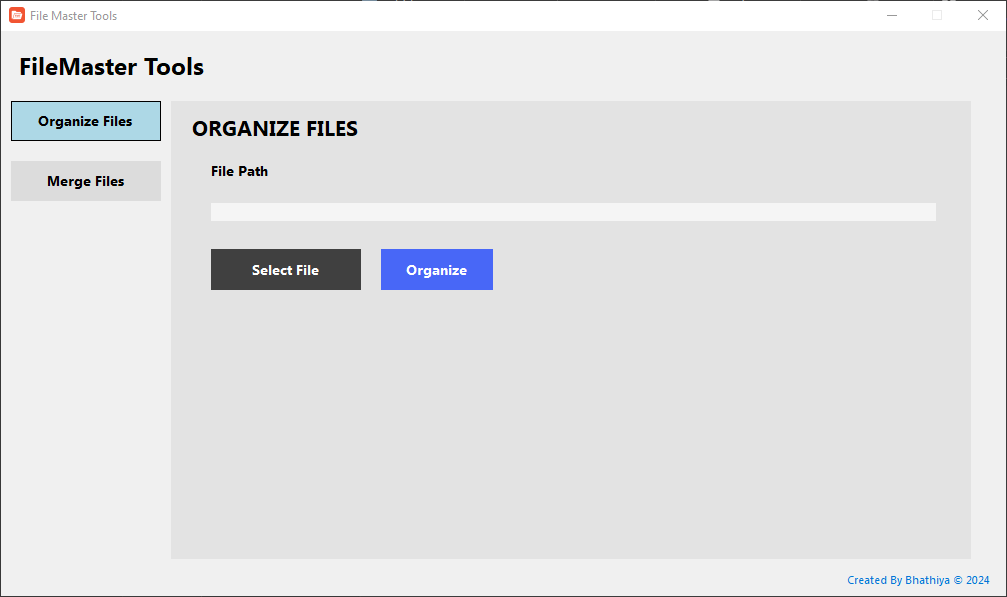 File Master Tools
FileMaster Tools
Organize Files
Merge Files
ORGANIZE FILES
File Path
Select File
Organize
Created By Bhathiya © 2024